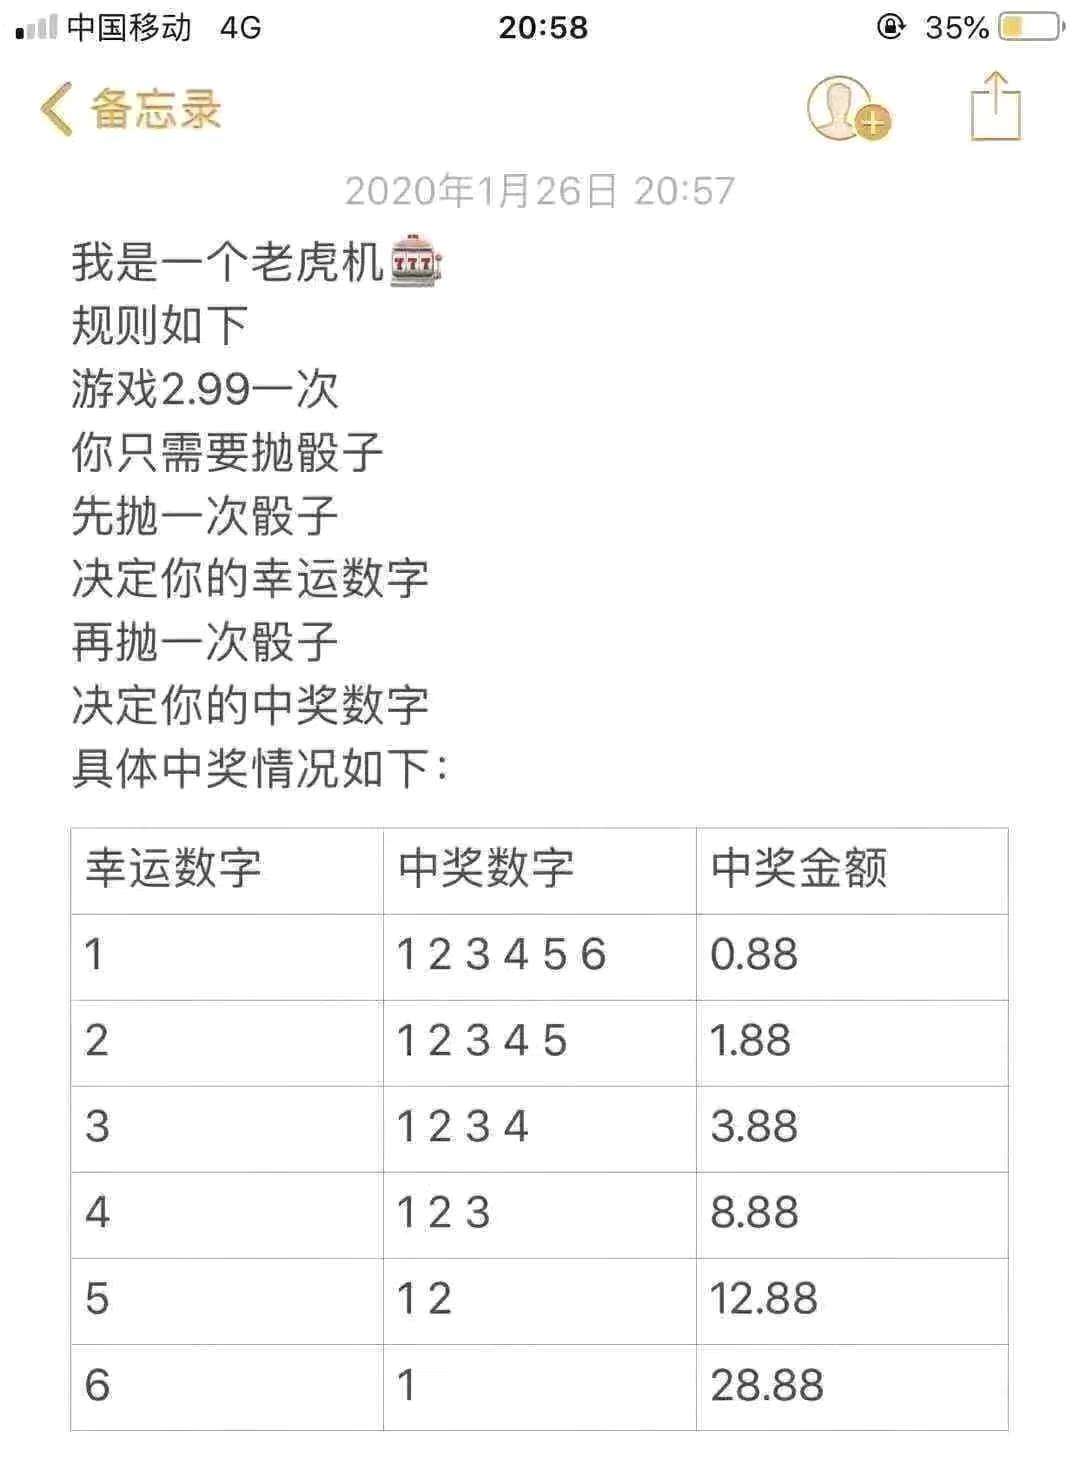 中国移动 4G 20:58 35%
备忘录
2020年1月26日 20:57
我是一个老虎机🎰
规则如下
游戏2.99一次
你只需要抛骰子
先抛一次骰子
决定你的幸运数字
再抛一次骰子
决定你的中奖数字
具体中奖情况如下：
幸运数字 中奖数字 中奖金额
1 1 2 3 4 5 6 0.88
2 1 2 3 4 5 1.88
3 1 2 3 4 3.88
4 1 2 3 8.88
5 1 2 12.88
6 1 28.88